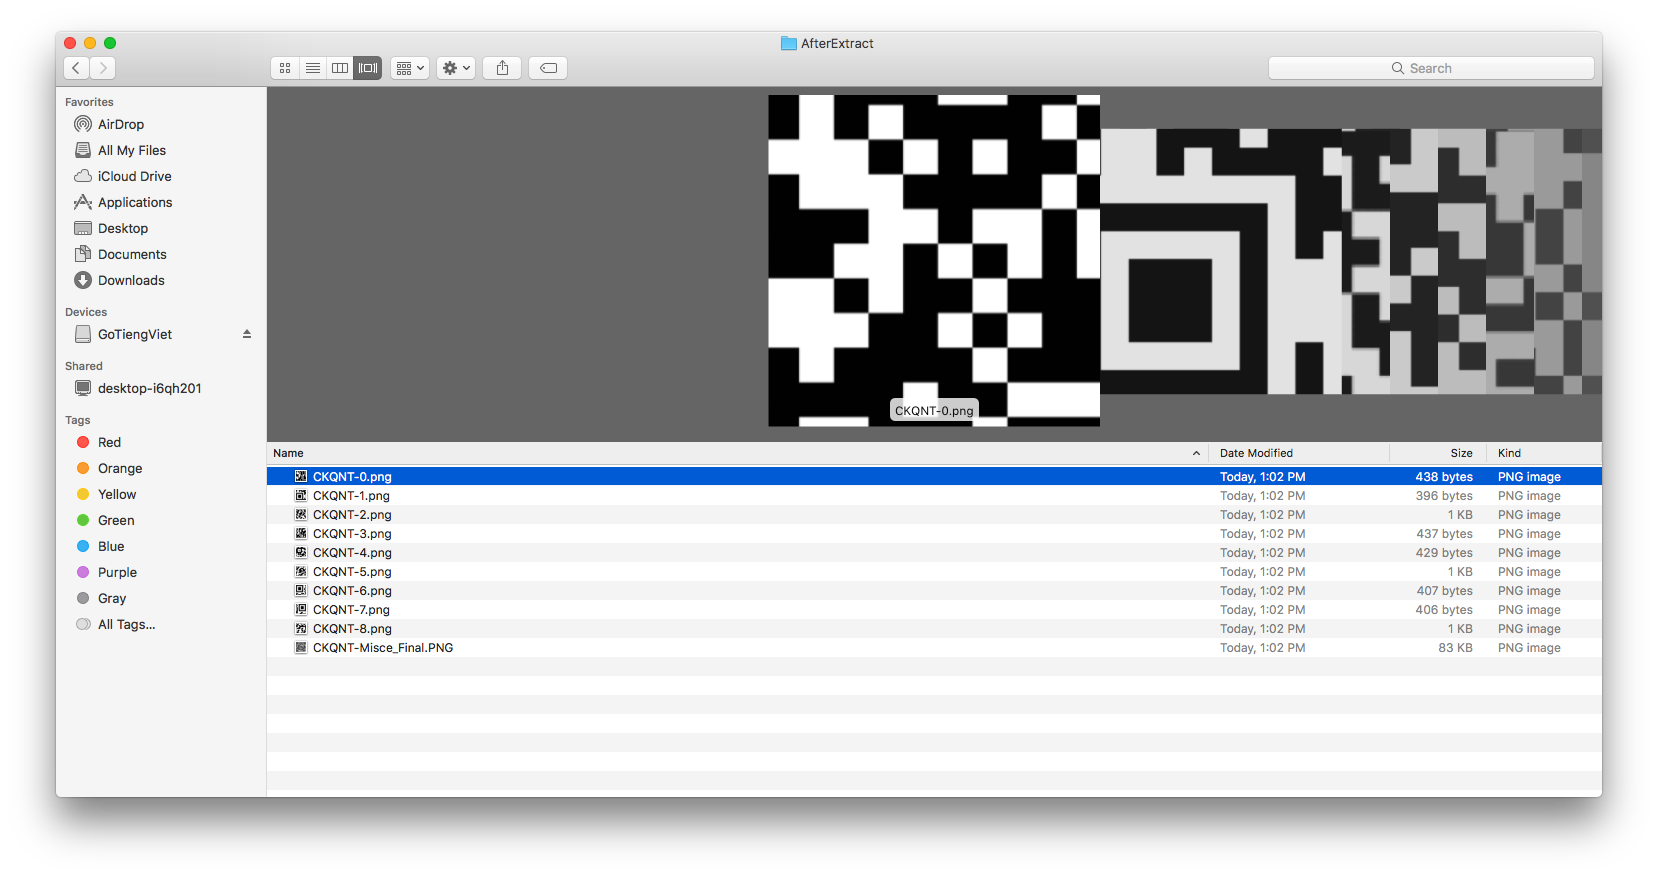 AfterExtract
Search
Favorites
AirDrop
All My Files
iCloud Drive
Applications
Desktop
Documents
Downloads
Devices
GoTiengViet
Shared
desktop-i6qh201
Tags
Red
Orange
Yellow
Green
Blue
Purple
Gray
All Tags...
CKQNT-0.png
Name Date Modified Size Kind
CKQNT-0.png Today, 1:02 PM 438 bytes PNG image
CKQNT-1.png Today, 1:02 PM 396 bytes PNG image
CKQNT-2.png Today, 1:02 PM 1 KB PNG image
CKQNT-3.png Today, 1:02 PM 437 bytes PNG image
CKQNT-4.png Today, 1:02 PM 429 bytes PNG image
CKQNT-5.png Today, 1:02 PM 1 KB PNG image
CKQNT-6.png Today, 1:02 PM 407 bytes PNG image
CKQNT-7.png Today, 1:02 PM 406 bytes PNG image
CKQNT-8.png Today, 1:02 PM 1 KB PNG image
CKQNT-Misce_Final.PNG Today, 1:02 PM 83 KB PNG image